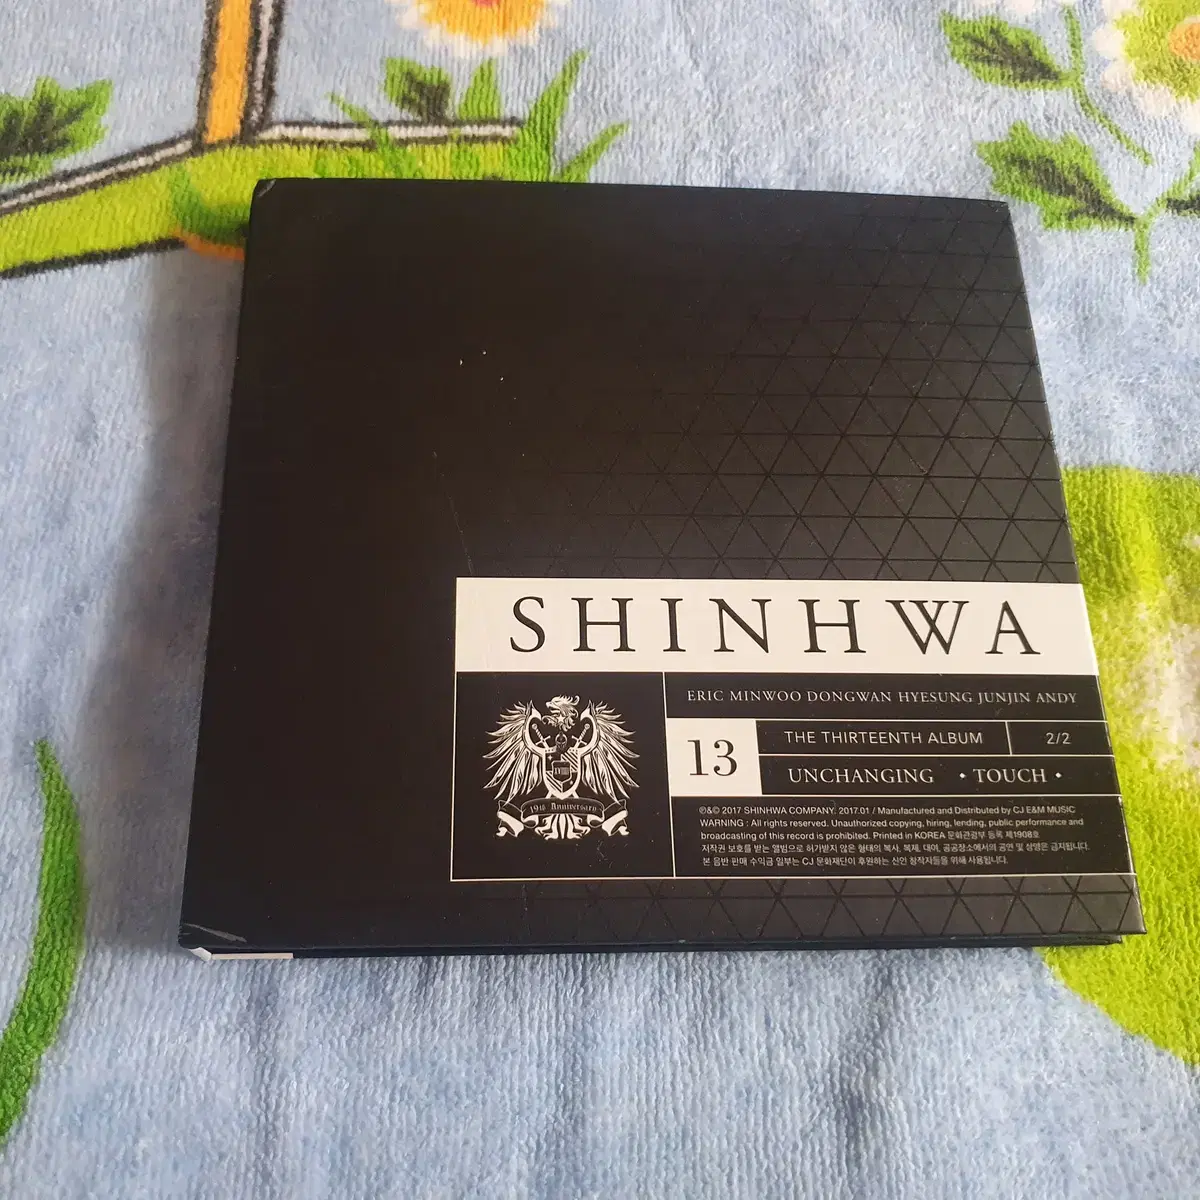 SHINHWA
ERIC MINWOO DONGWAN HYESUNG JUNJIN ANDY
13
THE THIRTEENTH ALBUM 2/2
UNCHANGING • TOUCH •
19th Anniversary
℗&© 2017 SHINHWA COMPANY. 2017.01 / Manufactured and Distributed by CJ E&M MUSIC
WARNING : All rights reserved. Unauthorized copying, hiring, lending, public performance and
broadcasting of this record is prohibited. Printed in KOREA 문화관광부 등록 제1908호
저작권 보호를 받는 앨범으로 허가받지 않은 형태의 복사, 복제, 대여, 공공장소에서의 공연 및 상영은 금지됩니다.
본 음반 판매 수익금 일부는 CJ 문화재단이 후원하는 신인 창작자들을 위해 사용됩니다.